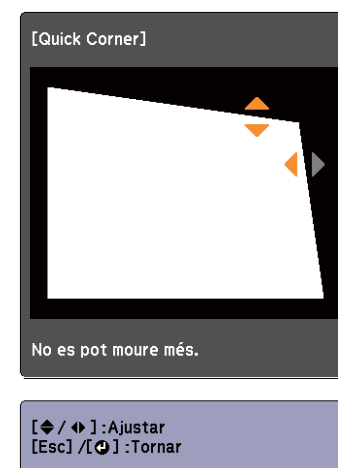 [Quick Corner]
No es pot moure més.
[ / ] :Ajustar
[Esc] /[ ] :Tornar